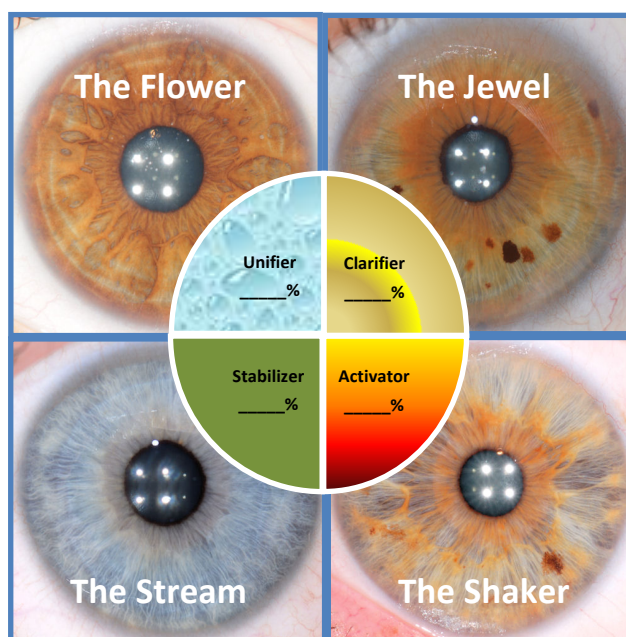 The Flower
The Jewel
Unifier
_____%
Clarifier
_____%
Stabilizer
_____%
Activator
_____%
The Stream
The Shaker